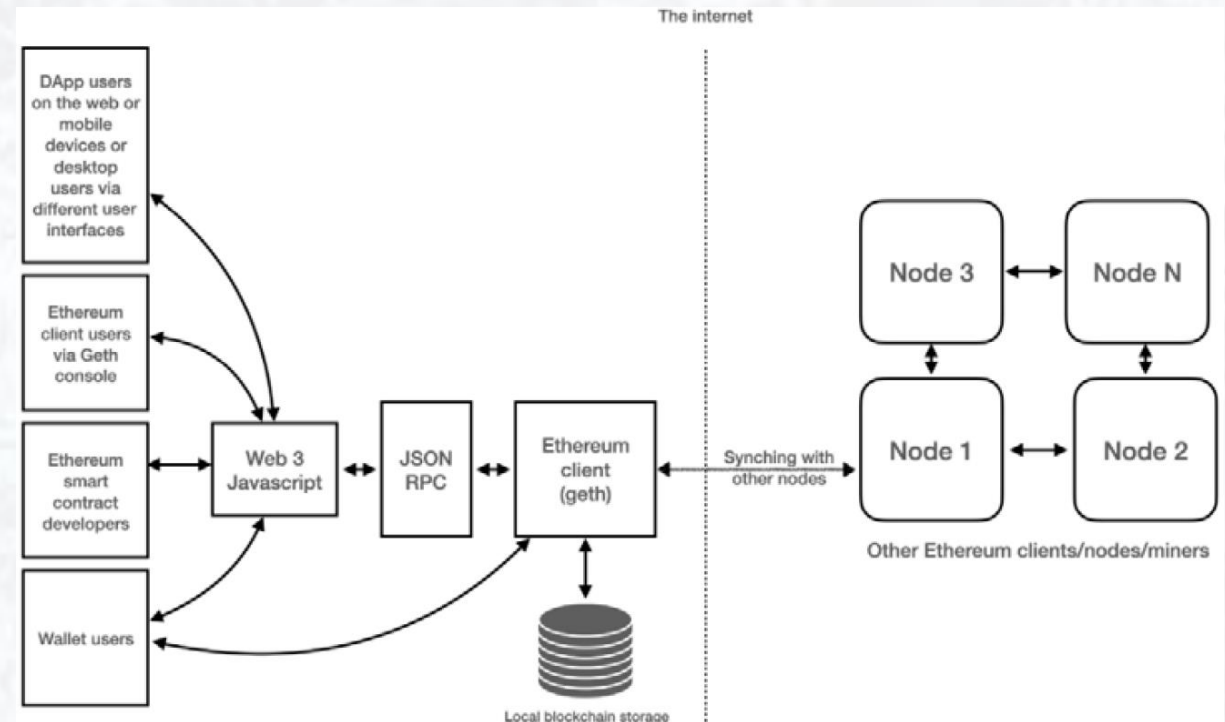 The internet
DApp users
on the web or
mobile
devices or
desktop
users via
different user
interfaces
Ethereum
client users
via Geth
console
Ethereum
smart
contract
developers
Wallet users
Web 3
Javascript
JSON
RPC
Ethereum
client
(geth)
Local blockchain storage
Synching with
other nodes
Node 3
Node N
Node 1
Node 2
Other Ethereum clients/nodes/miners